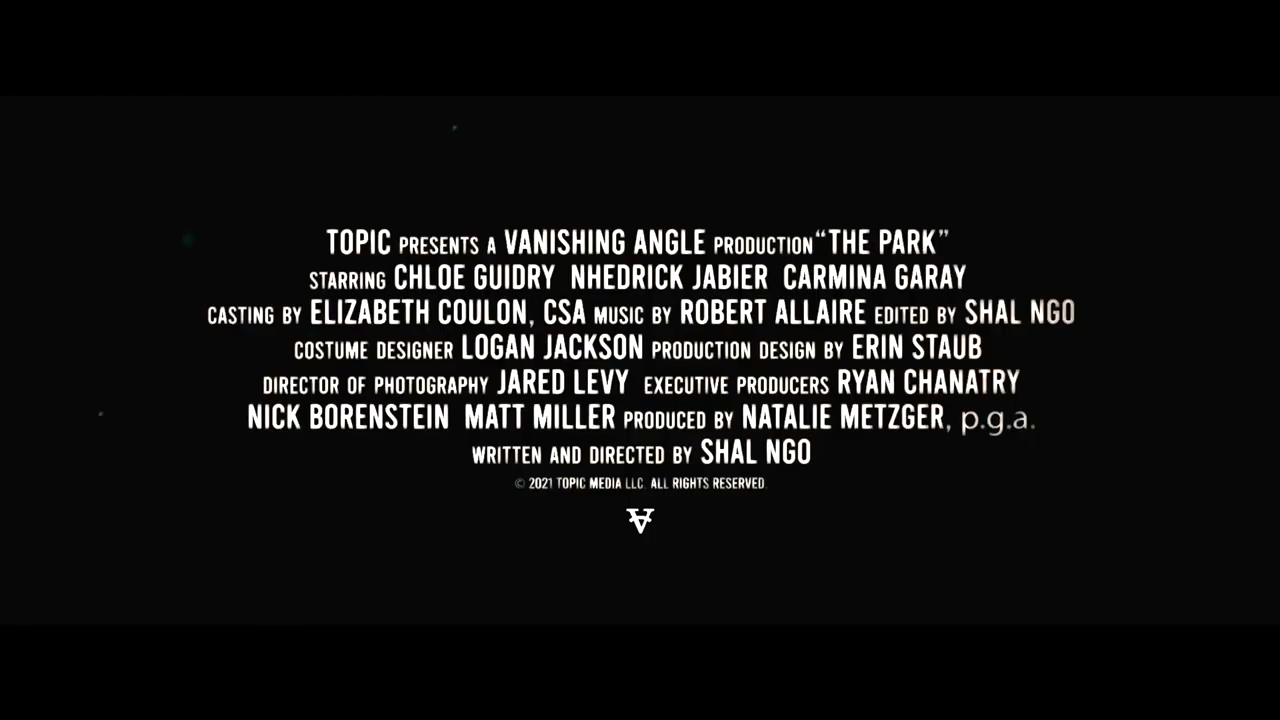 TOPIC PRESENTS A VANISHING ANGLE PRODUCTION “THE PARK”
STARRING CHLOE GUIDRY NHEDRICK JABIER CARMINA GARAY
CASTING BY ELIZABETH COULON, CSA MUSIC BY ROBERT ALLAIRE EDITED BY SHAL NGO
COSTUME DESIGNER LOGAN JACKSON PRODUCTION DESIGN BY ERIN STAUB
DIRECTOR OF PHOTOGRAPHY JARED LEVY EXECUTIVE PRODUCERS RYAN CHANATRY
NICK BORENSTEIN MATT MILLER PRODUCED BY NATALIE METZGER, p.g.a.
WRITTEN AND DIRECTED BY SHAL NGO
© 2021 TOPIC MEDIA LLC. ALL RIGHTS RESERVED.